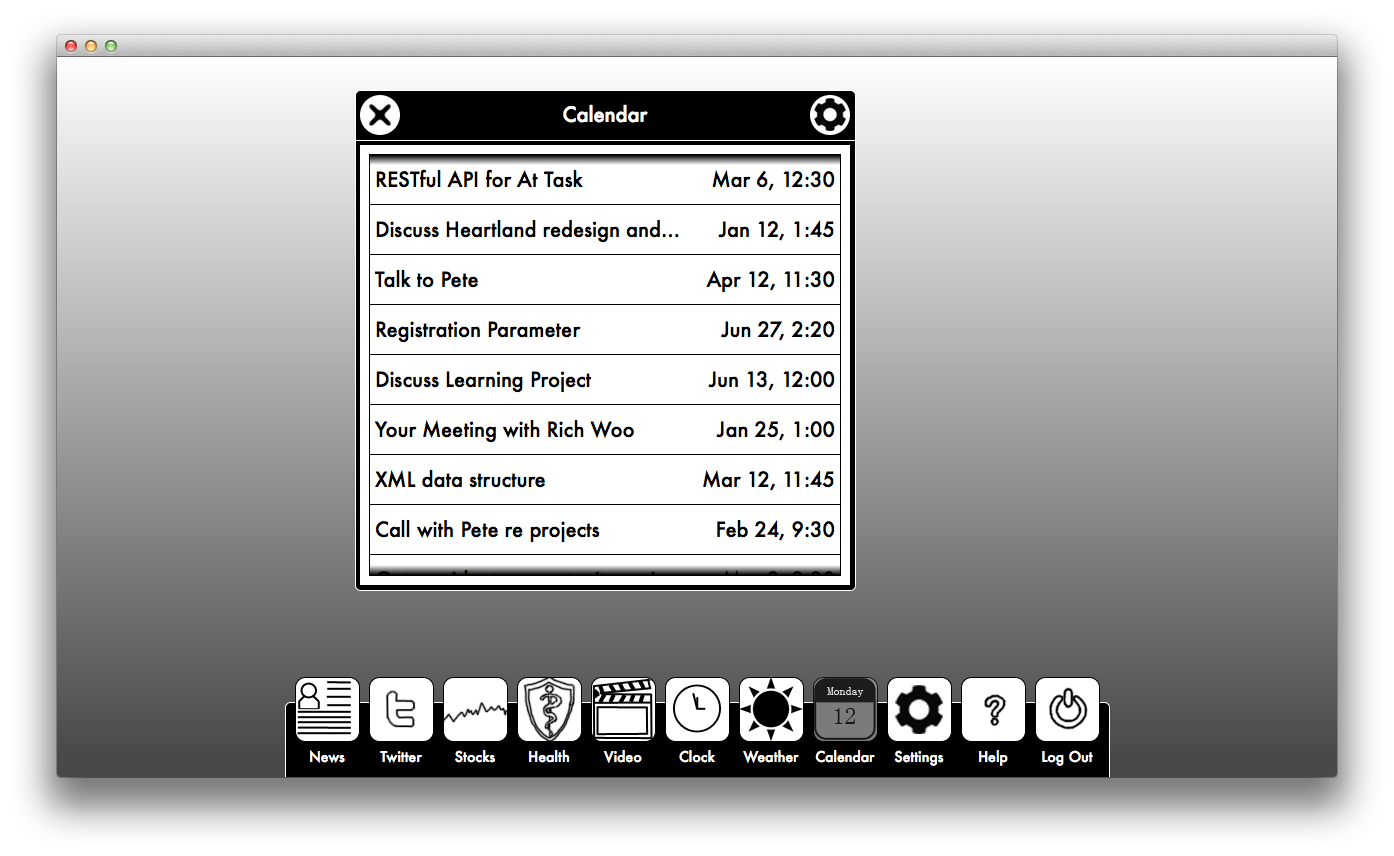 Calendar
RESTful API for At Task Mar 6, 12:30
Discuss Heartland redesign and... Jan 12, 1:45
Talk to Pete Apr 12, 11:30
Registration Parameter Jun 27, 2:20
Discuss Learning Project Jun 13, 12:00
Your Meeting with Rich Woo Jan 25, 1:00
XML data structure Mar 12, 11:45
Call with Pete re projects Feb 24, 9:30
Monday
12
News Twitter Stocks Health Video Clock Weather Calendar Settings Help Log Out